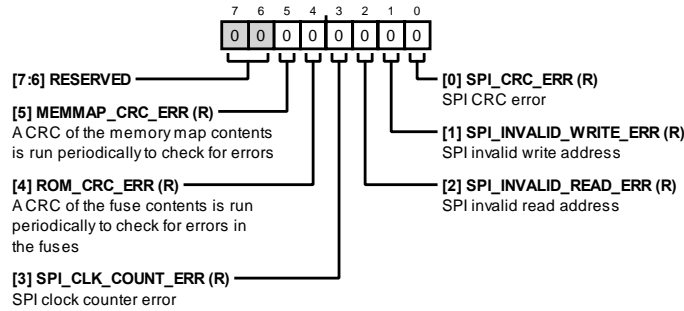 7 6 5 4 3 2 1 0
0 0 0 0 0 0 0 0
[7:6] RESERVED
[5] MEMMAP_CRC_ERR (R)
A CRC of the memory map contents
is run periodically to check for errors
[4] ROM_CRC_ERR (R)
A CRC of the fuse contents is run
periodically to check for errors in
the fuses
[3] SPI_CLK_COUNT_ERR (R)
SPI clock counter error
[0] SPI_CRC_ERR (R)
SPI CRC error
[1] SPI_INVALID_WRITE_ERR (R)
SPI invalid write address
[2] SPI_INVALID_READ_ERR (R)
SPI invalid read address